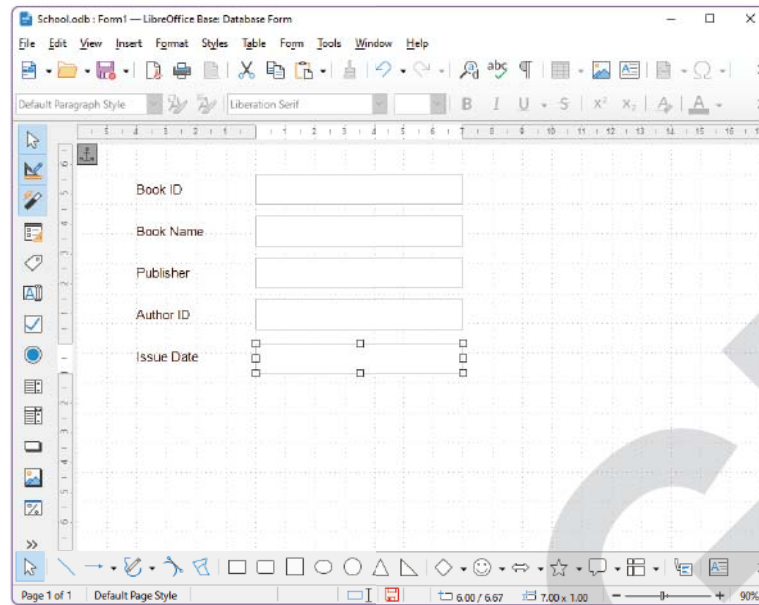 School.odb : Form1 — LibreOffice Base: Database Form
File Edit View Insert Format Styles Table Form Tools Window Help
Default Paragraph Style Liberation Serif B I U S X² X₂ A A
Book ID
Book Name
Publisher
Author ID
Issue Date
Page 1 of 1 Default Page Style 6.00 / 6.67 7.00 x 1.00 90%